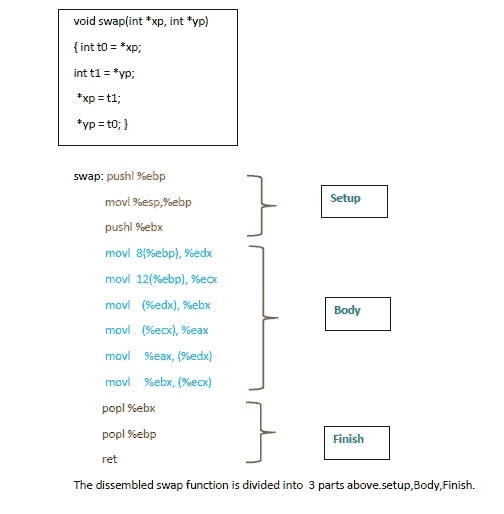 void swap(int *xp, int *yp)
{ int t0 = *xp;
int t1 = *yp;
*xp = t1;
*yp = t0; }
swap: pushl %ebp
movl %esp,%ebp
pushl %ebx
Setup
movl 8(%ebp), %edx
movl 12(%ebp), %ecx
movl (%edx), %ebx
movl (%ecx), %eax
movl %eax, (%edx)
movl %ebx, (%ecx)
Body
popl %ebx
popl %ebp
ret
Finish
The dissembled swap function is divided into 3 parts above.setup,Body,Finish.